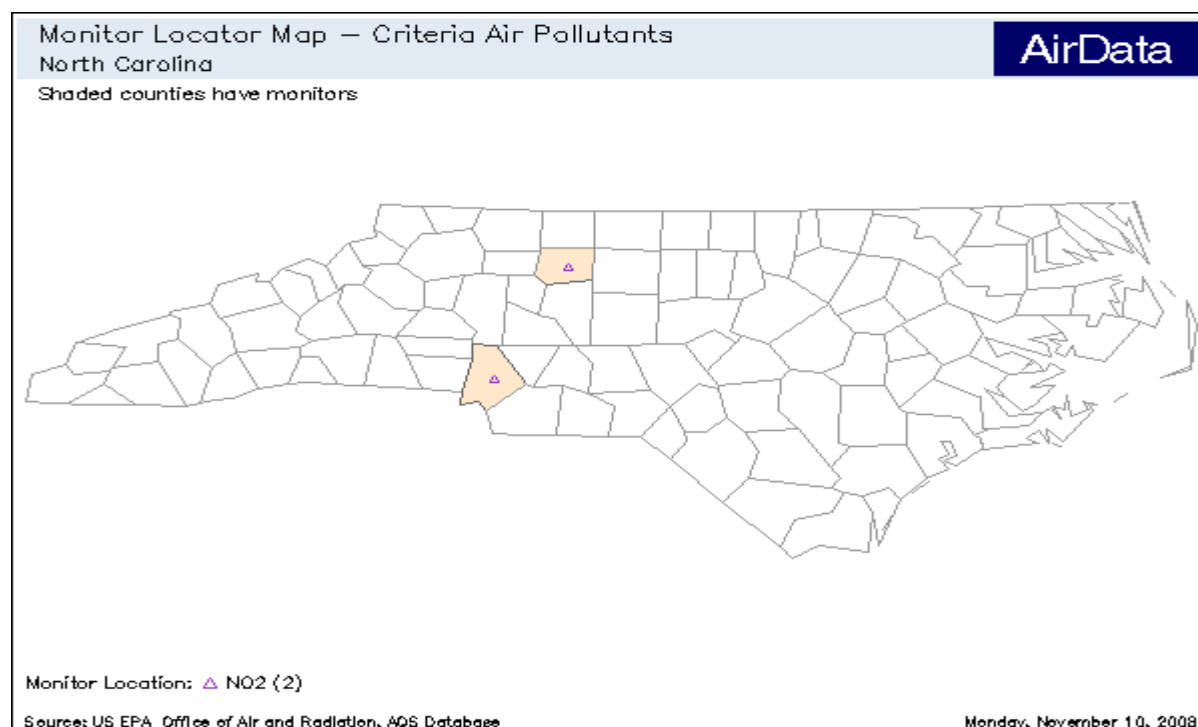 Monitor Locator Map — Criteria Air Pollutants
North Carolina
AirData
Shaded counties have monitors
Monitor Location: △ NO2 (2)
Source: US EPA Office of Air and Radiation, AQS Database
Monday, November 10, 2008